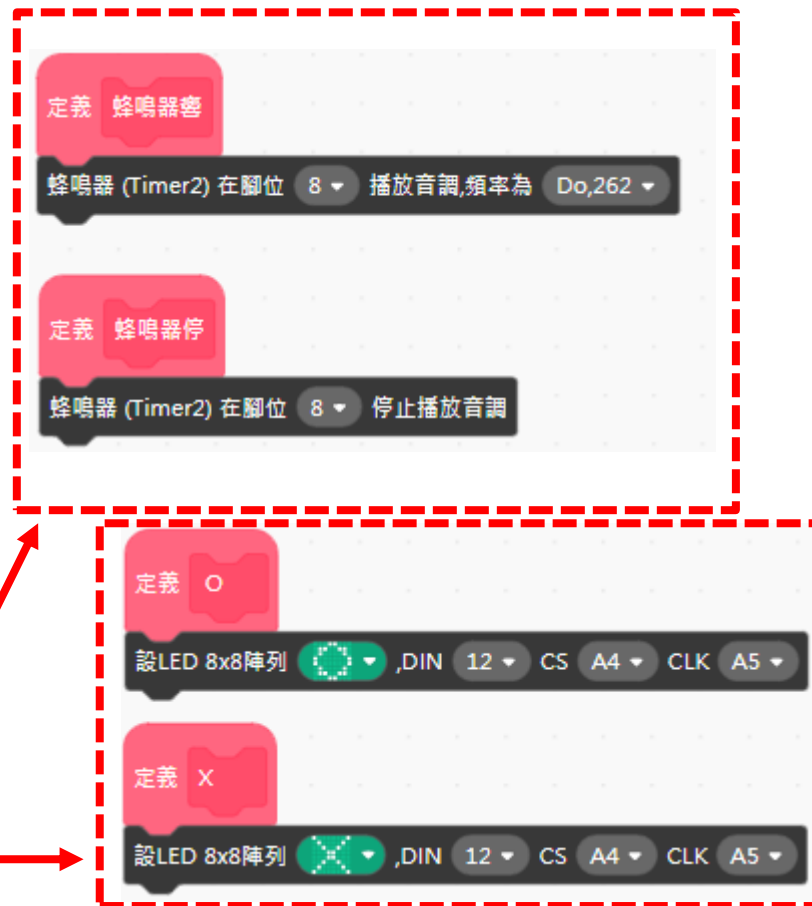 定義 蜂鳴器響
蜂鳴器 (Timer2) 在腳位 8 播放音調,頻率為 Do,262
定義 蜂鳴器停
蜂鳴器 (Timer2) 在腳位 8 停止播放音調
定義 O
設LED 8x8陣列 ,DIN 12 CS A4 CLK A5
定義 X
設LED 8x8陣列 ,DIN 12 CS A4 CLK A5